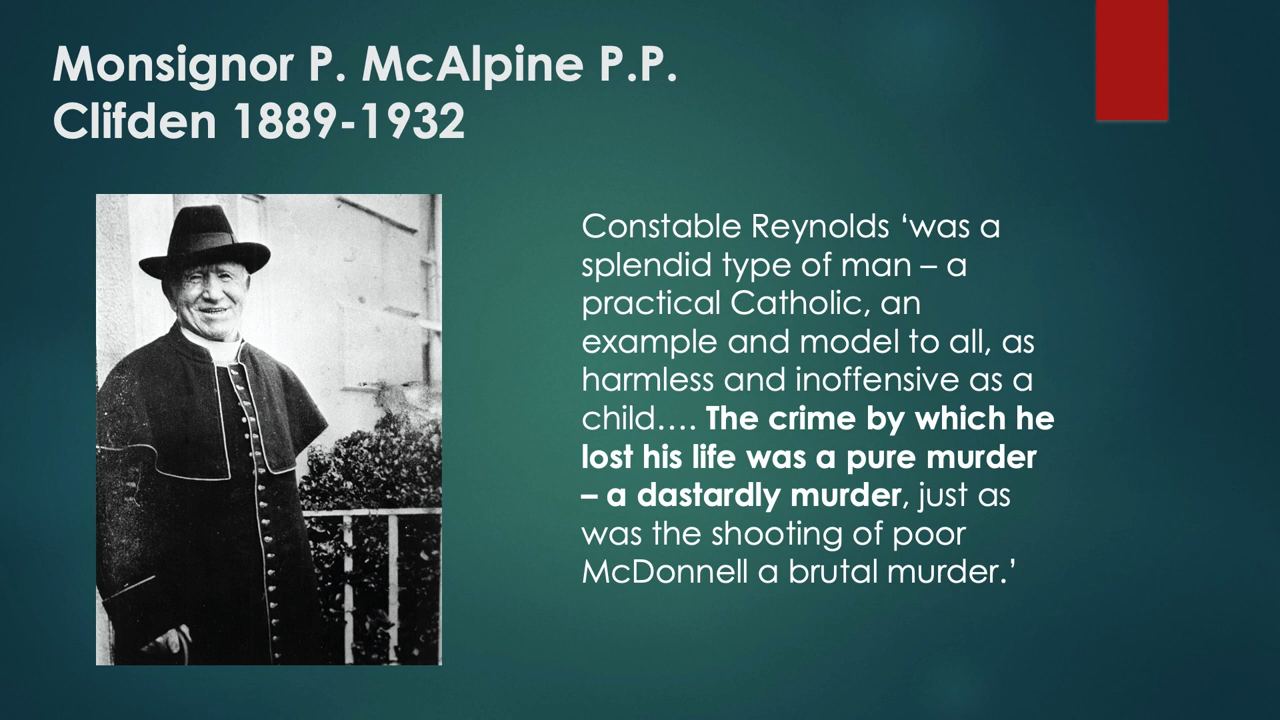 Monsignor P. McAlpine P.P.
Clifden 1889-1932
Constable Reynolds ‘was a
splendid type of man – a
practical Catholic, an
example and model to all, as
harmless and inoffensive as a
child…. The crime by which he
lost his life was a pure murder
– a dastardly murder, just as
was the shooting of poor
McDonnell a brutal murder.’